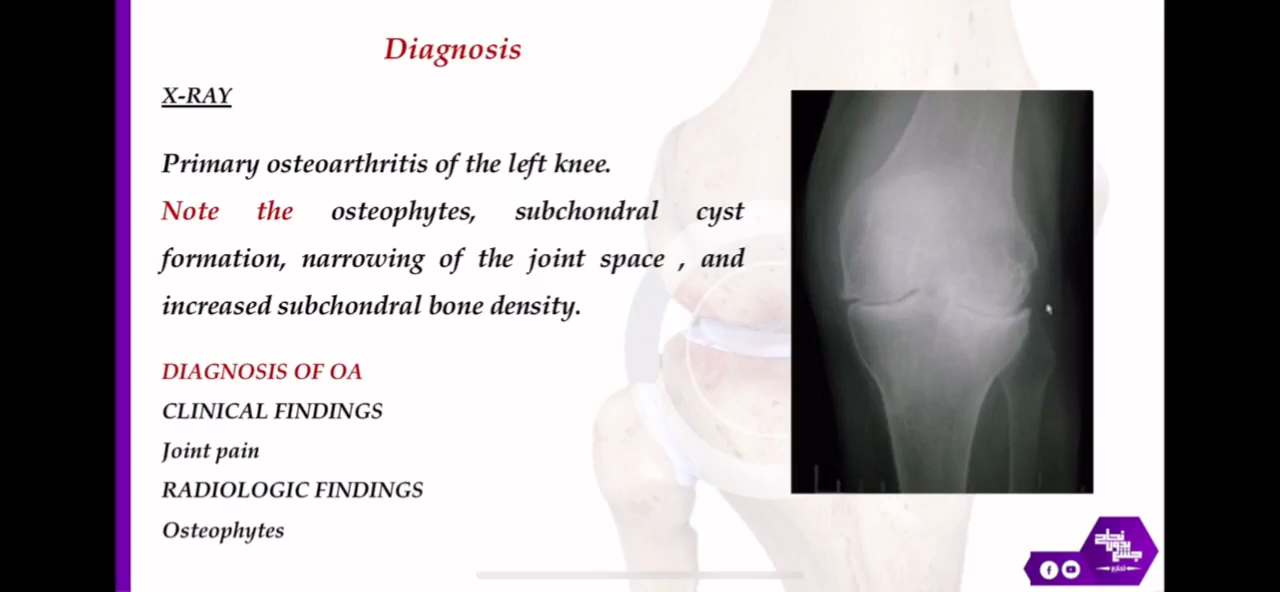 Diagnosis
X-RAY
Primary osteoarthritis of the left knee.
Note the osteophytes, subchondral cyst
formation, narrowing of the joint space , and
increased subchondral bone density.
DIAGNOSIS OF OA
CLINICAL FINDINGS
Joint pain
RADIOLOGIC FINDINGS
Osteophytes